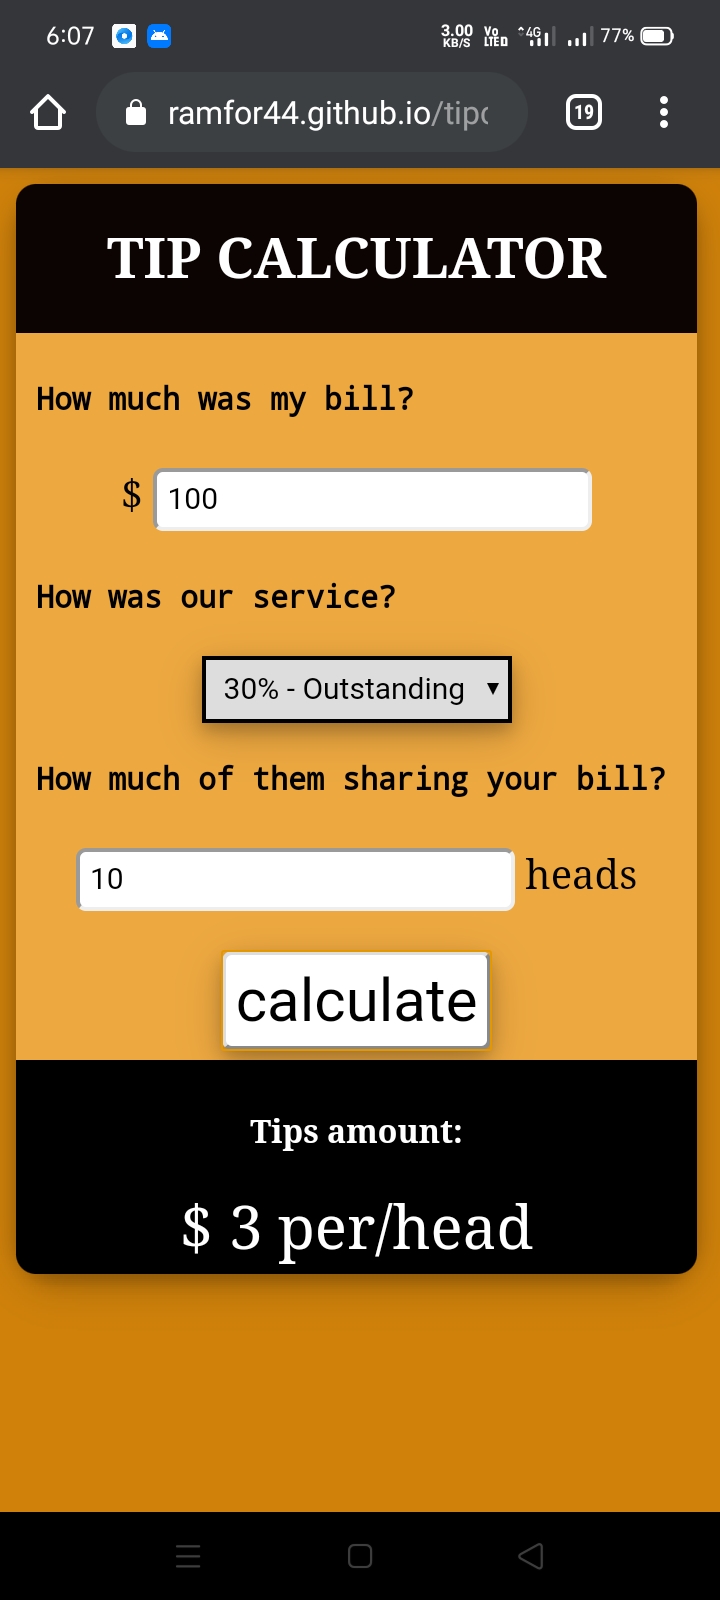 6:07 3.00 KB/S Vo LTE 4G 77%
ramfor44.github.io/tip 19
TIP CALCULATOR
How much was my bill?
$ 100
How was our service?
30% - Outstanding
How much of them sharing your bill?
10 heads
calculate
Tips amount:
$ 3 per/head